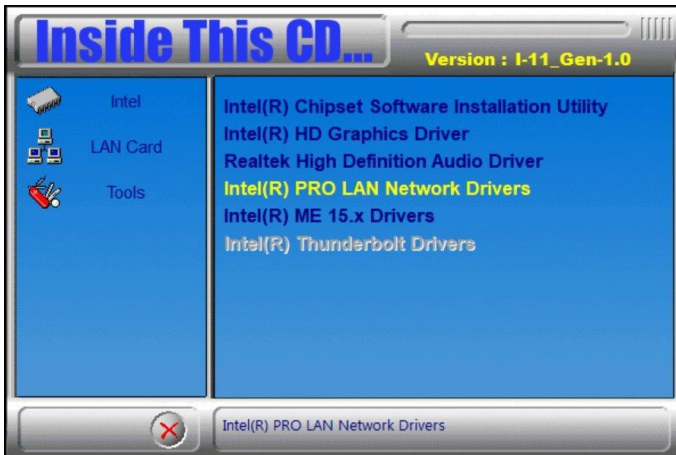 Inside This CD...
Version : I-11_Gen-1.0
Intel
LAN Card
Tools
Intel(R) Chipset Software Installation Utility
Intel(R) HD Graphics Driver
Realtek High Definition Audio Driver
Intel(R) PRO LAN Network Drivers
Intel(R) ME 15.x Drivers
Intel(R) Thunderbolt Drivers
Intel(R) PRO LAN Network Drivers